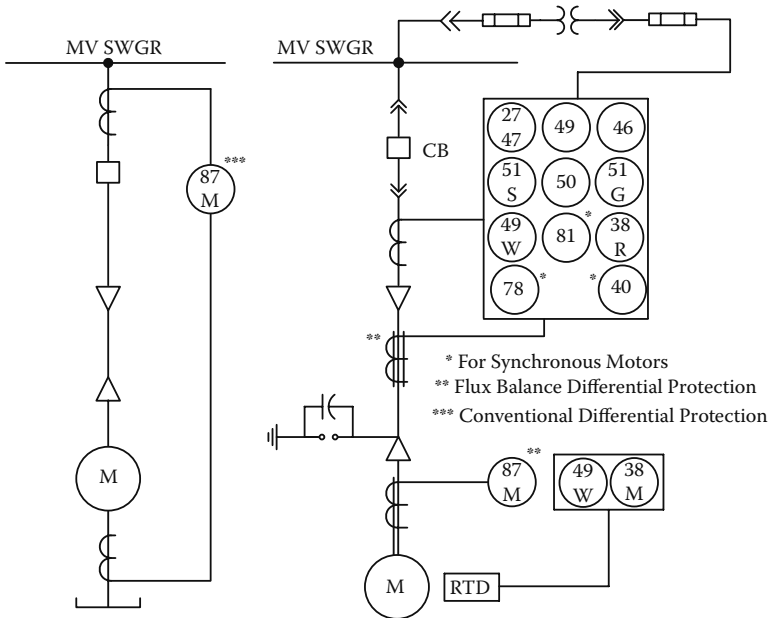 MV SWGR
87
M
***
M
MV SWGR
CB
27
47
49
46
51
S
50
51
G
49
W
81
*
38
R
78
*
*
40
**
* For Synchronous Motors
** Flux Balance Differential Protection
*** Conventional Differential Protection
87
M
**
49
W
38
M
M
RTD